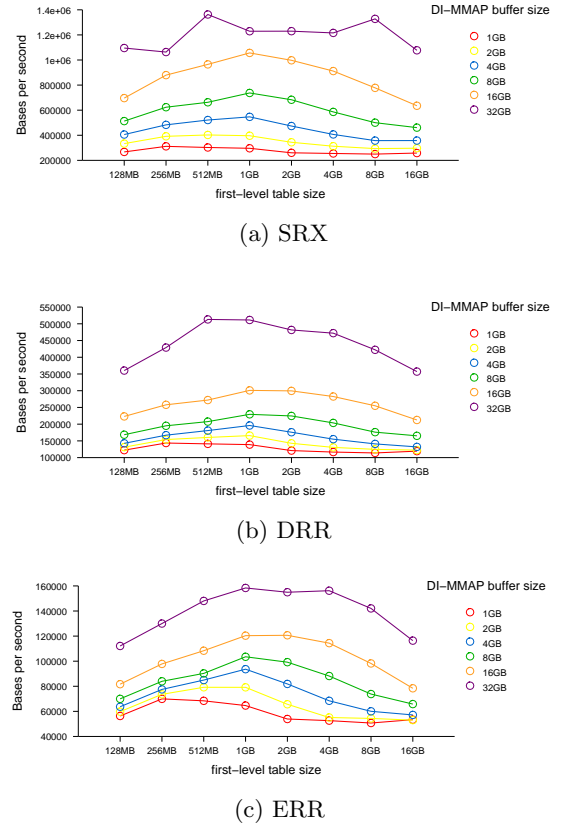 DI−MMAP buffer size
1.4e+06
1.2e+06
1e+06
800000
600000
400000
200000
Bases per second
1GB
2GB
4GB
8GB
16GB
32GB
128MB 256MB 512MB 1GB 2GB 4GB 8GB 16GB
first−level table size
(a) SRX
DI−MMAP buffer size
550000
500000
450000
400000
350000
300000
250000
200000
150000
100000
Bases per second
1GB
2GB
4GB
8GB
16GB
32GB
128MB 256MB 512MB 1GB 2GB 4GB 8GB 16GB
first−level table size
(b) DRR
DI−MMAP buffer size
160000
140000
120000
100000
80000
60000
40000
Bases per second
1GB
2GB
4GB
8GB
16GB
32GB
128MB 256MB 512MB 1GB 2GB 4GB 8GB 16GB
first−level table size
(c) ERR